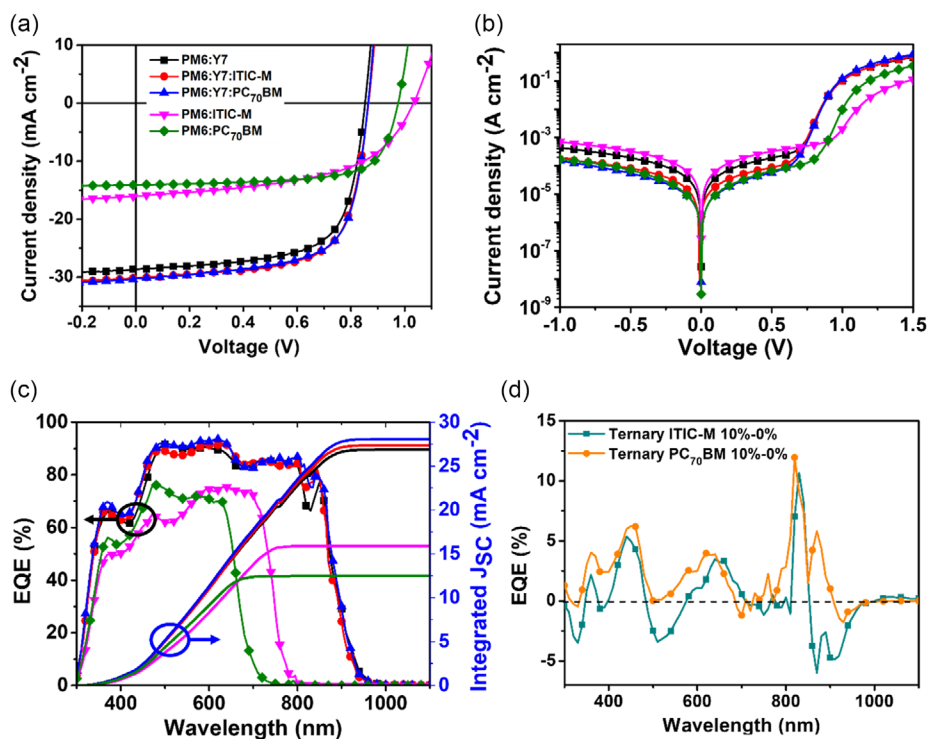 (a)
10
0
-10
-20
-30
Current density (mA cm-2)
PM6:Y7
PM6:Y7:ITIC-M
PM6:Y7:PC70BM
PM6:ITIC-M
PM6:PC70BM
-0.2 0.0 0.2 0.4 0.6 0.8 1.0
Voltage (V)
(b)
10-1
10-3
10-5
10-7
10-9
Current density (A cm-2)
-1.0 -0.5 0.0 0.5 1.0 1.5
Voltage (V)
(c)
100
80
60
40
20
0
EQE (%)
30
25
20
15
10
5
0
Integrated JSC (mA cm-2)
400 600 800 1000
Wavelength (nm)
(d)
15
10
5
0
-5
EQE (%)
Ternary ITIC-M 10%-0%
Ternary PC70BM 10%-0%
400 600 800 1000
Wavelength (nm)